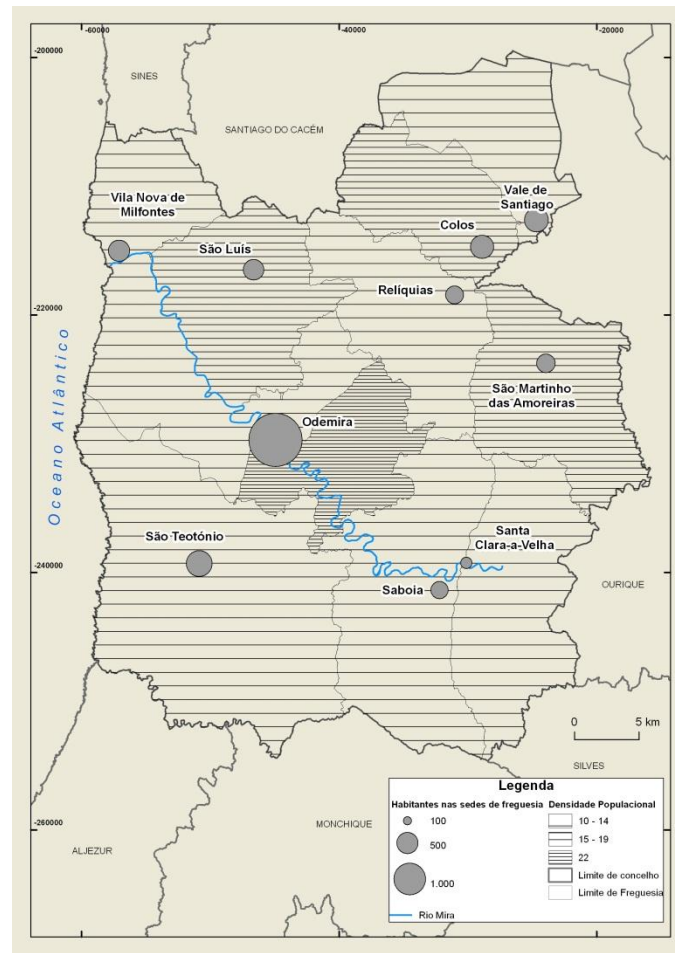 -60000
-40000
-20000
-200000
SINES
SANTIAGO DO CACÉM
Vila Nova de
Milfontes
São Luís
Vale de
Santiago
Colos
Relíquias
-220000
São Martinho
das Amoreiras
Odemira
Oceano Atlântico
São Teotónio
Santa
Clara-a-Velha
Saboia
-240000
OURIQUE
0 5 km
SILVES
MONCHIQUE
ALJEZUR
-260000
Legenda
Habitantes nas sedes de freguesia
100
500
1.000
Rio Mira
Densidade Populacional
10 - 14
15 - 19
22
Limite de concelho
Limite de Freguesia